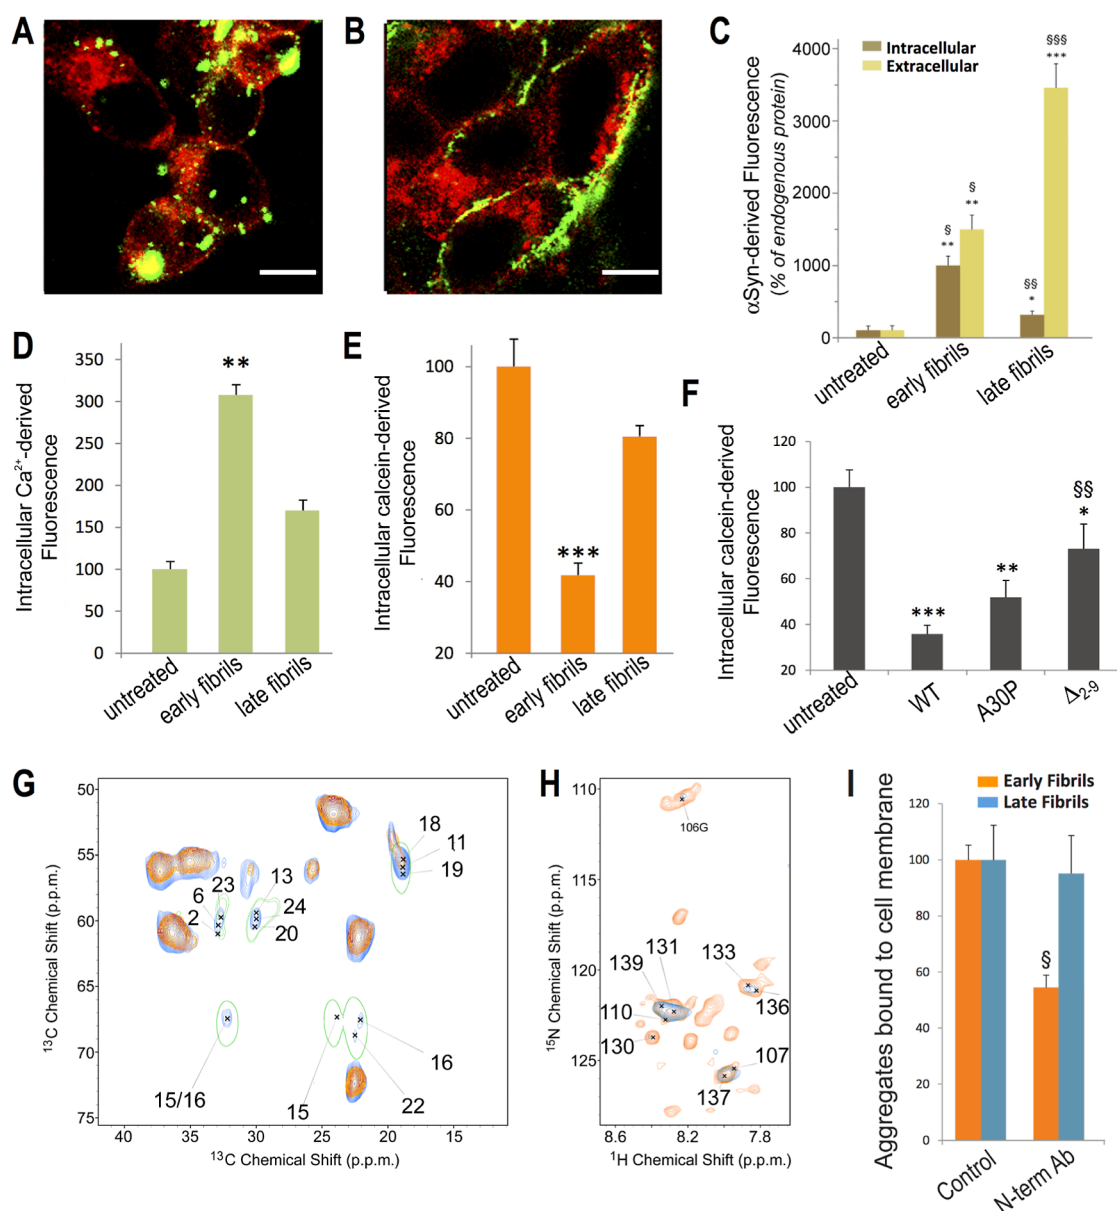 A
B
C
Intracellular
Extracellular
αSyn-derived Fluorescence
(% of endogenous protein)
4000
3000
2000
1000
0
§
**
§
**
§§
*
§§§
***
untreated
early fibrils
late fibrils
D
Intracellular Ca2+-derived
Fluorescence
350
300
250
200
150
100
50
0
**
untreated
early fibrils
late fibrils
E
Intracellular calcein-derived
Fluorescence
100
80
60
40
20
***
untreated
early fibrils
late fibrils
F
Intracellular calcein-derived
Fluorescence
120
100
80
60
40
20
***
**
§§
*
untreated
WT
A30P
Δ2-9
G
13C Chemical Shift (p.p.m.)
50
55
60
65
70
75
18
11
19
23
6
2
13
24
20
15/16
15
16
22
40
35
30
25
20
15
13C Chemical Shift (p.p.m.)
H
15N Chemical Shift (p.p.m.)
110
115
120
125
106G
131
139
133
110
136
130
107
137
8.6
8.2
7.8
1H Chemical Shift (p.p.m.)
I
Early Fibrils
Late Fibrils
Aggregates bound to cell membrane
120
100
80
60
40
20
0
§
Control
N-term Ab